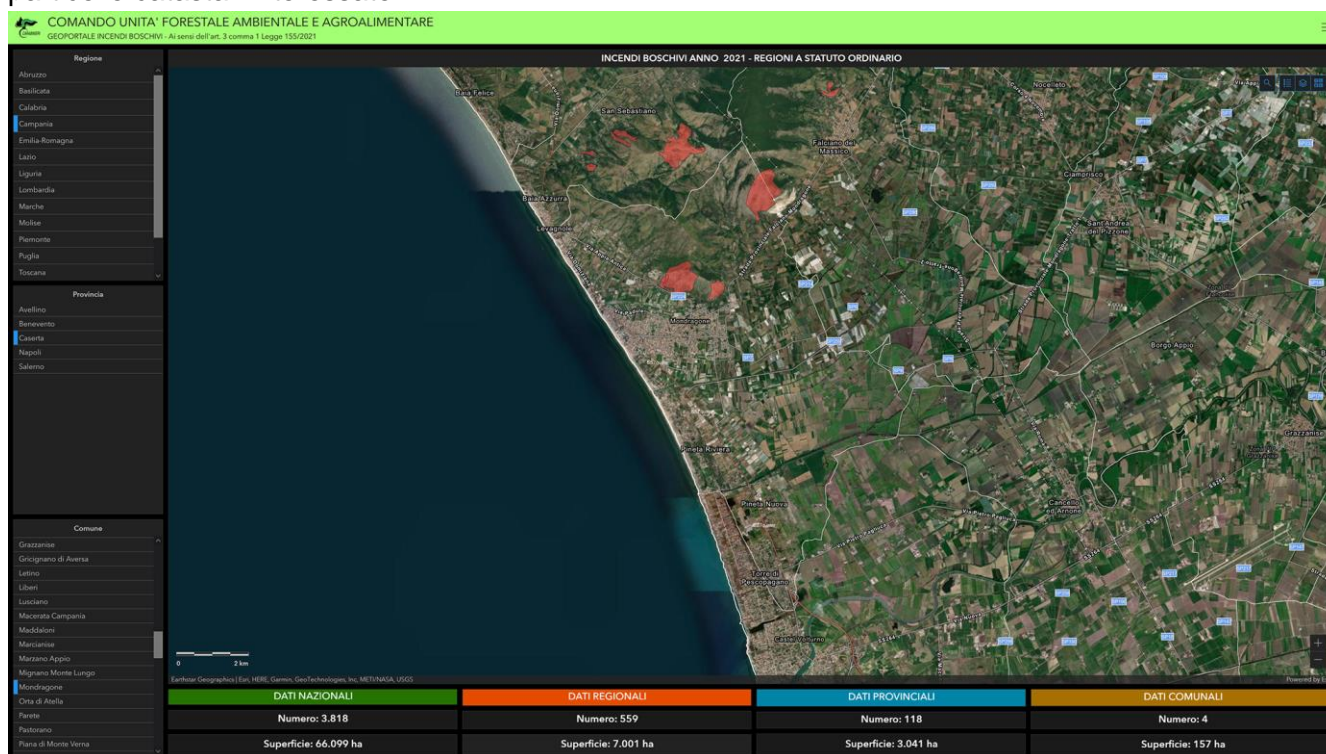 COMANDO UNITA' FORESTALE AMBIENTALE E AGROALIMENTARE
GEOPORTALE INCENDI BOSCHIVI - Ai sensi dell'art. 3 comma 1 Legge 155/2021
Regione
Abruzzo
Basilicata
Calabria
Campania
Emilia-Romagna
Lazio
Liguria
Lombardia
Marche
Molise
Piemonte
Puglia
Toscana
Provincia
Avellino
Benevento
Caserta
Napoli
Salerno
Comune
Grazzanise
Gricignano di Aversa
Letino
Liberi
Lusciano
Macerata Campania
Maddaloni
Marcianise
Marzano Appio
Mignano Monte Lungo
Mondragone
Orta di Atella
Parete
Pastorano
Piana di Monte Verna
INCENDI BOSCHIVI ANNO 2021 - REGIONI A STATUTO ORDINARIO
Baia Felice
San Sebastiano
Nocelleto
Falciano del
Massico
Ciamprisco
Baia Azzurra
Levagnole
Sant'Andrea
del Pizzone
Mondragone
Borgo Appio
Grazzanise
Pineta Riviera
Pineta Nuova
Cancello
ed Arnone
Torre di
Pescopagano
Castel Volturno
0 2 km
Earthstar Geographics | Esri, HERE, Garmin, GeoTechnologies, Inc, METI/NASA, USGS
Powered by Es
DATI NAZIONALI
Numero: 3.818
Superficie: 66.099 ha
DATI REGIONALI
Numero: 559
Superficie: 7.001 ha
DATI PROVINCIALI
Numero: 118
Superficie: 3.041 ha
DATI COMUNALI
Numero: 4
Superficie: 157 ha